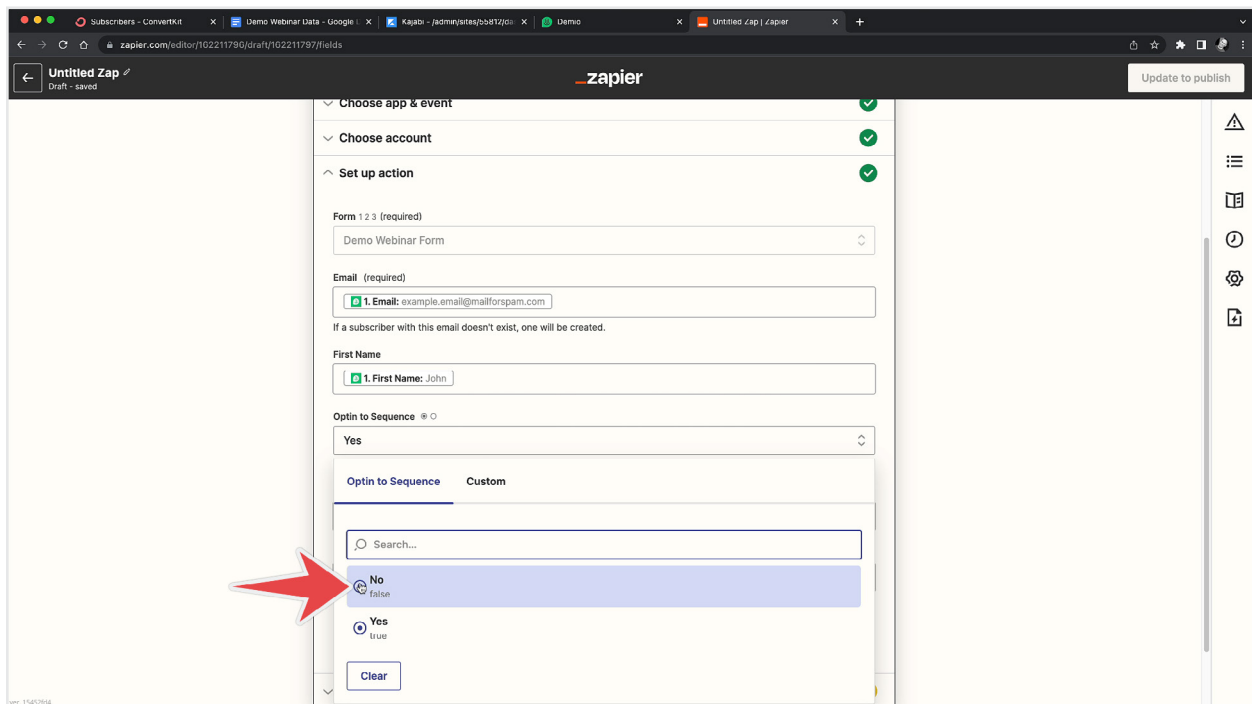 Subscribers - ConvertKit
Demo Webinar Data - Google
Kajabi - /admin/sites/55812/da
Demio
Untitled Zap | Zapier
zapier.com/editor/162211796/draft/162211797/fields
Untitled Zap
Draft - saved
_zapier
Update to publish
Choose app & event
Choose account
Set up action
Form 1 2 3 (required)
Demo Webinar Form
Email (required)
1. Email: example.email@mailforspam.com
If a subscriber with this email doesn't exist, one will be created.
First Name
1. First Name: John
Optin to Sequence
Yes
Optin to Sequence Custom
Search...
No
false
Yes
true
Clear